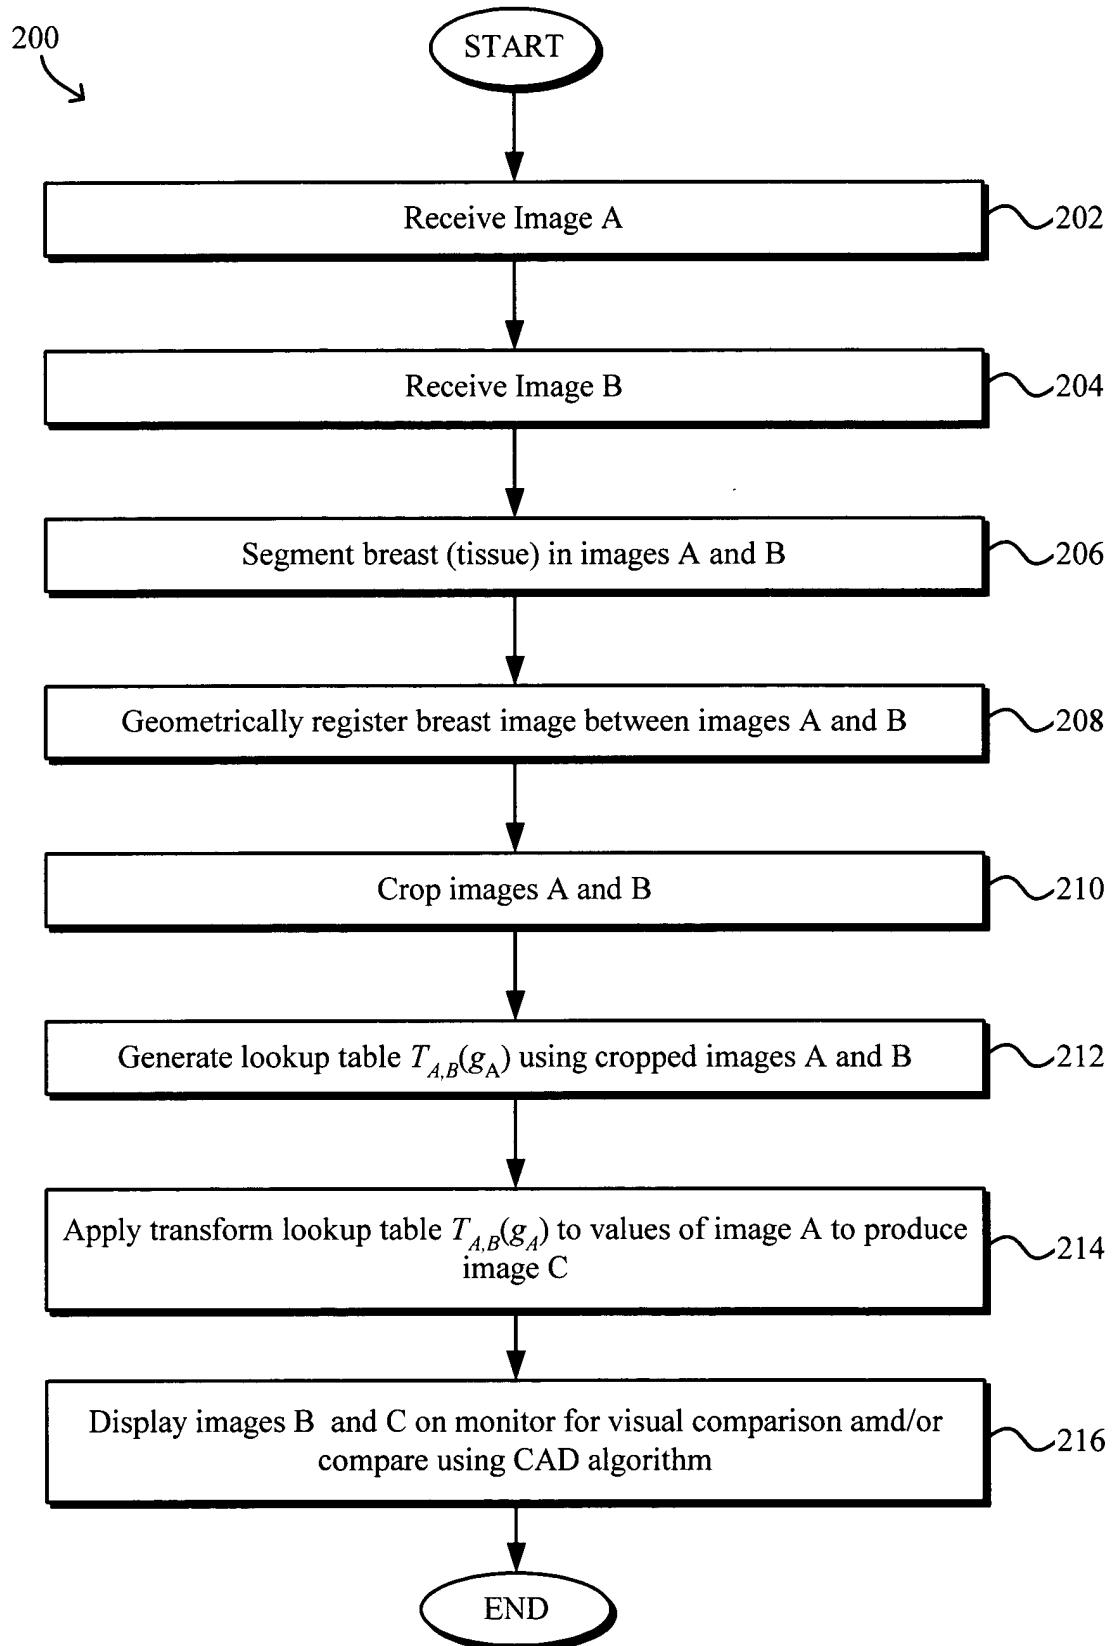 200
START
Receive Image A
202
Receive Image B
204
Segment breast (tissue) in images A and B
206
Geometrically register breast image between images A and B
208
Crop images A and B
210
Generate lookup table T_{A,B}(g_A) using cropped images A and B
212
Apply transform lookup table T_{A,B}(g_A) to values of image A to produce
image C
214
Display images B and C on monitor for visual comparison amd/or
compare using CAD algorithm
216
END